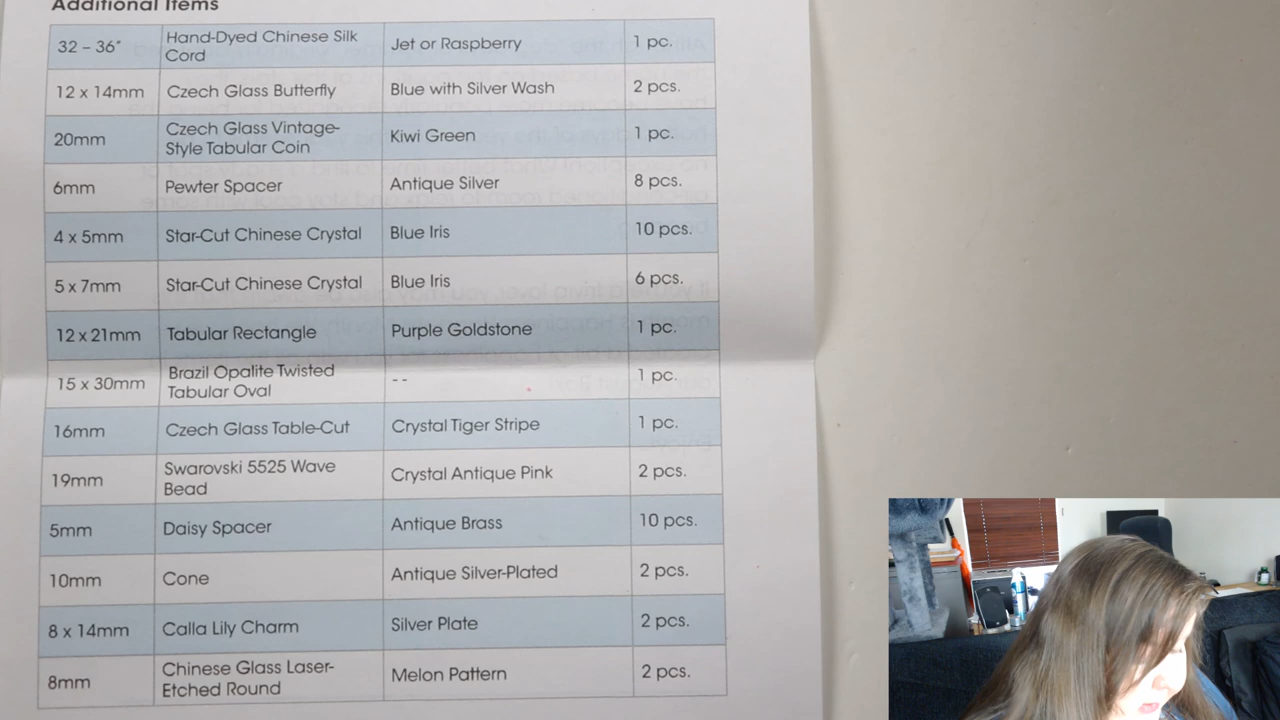 Additional Items
32 – 36" Hand-Dyed Chinese Silk Cord Jet or Raspberry 1 pc.
12 x 14mm Czech Glass Butterfly Blue with Silver Wash 2 pcs.
20mm Czech Glass Vintage-Style Tabular Coin Kiwi Green 1 pc.
6mm Pewter Spacer Antique Silver 8 pcs.
4 x 5mm Star-Cut Chinese Crystal Blue Iris 10 pcs.
5 x 7mm Star-Cut Chinese Crystal Blue Iris 6 pcs.
12 x 21mm Tabular Rectangle Purple Goldstone 1 pc.
15 x 30mm Brazil Opalite Twisted Tabular Oval -- 1 pc.
16mm Czech Glass Table-Cut Crystal Tiger Stripe 1 pc.
19mm Swarovski 5525 Wave Bead Crystal Antique Pink 2 pcs.
5mm Daisy Spacer Antique Brass 10 pcs.
10mm Cone Antique Silver-Plated 2 pcs.
8 x 14mm Calla Lily Charm Silver Plate 2 pcs.
8mm Chinese Glass Laser-Etched Round Melon Pattern 2 pcs.